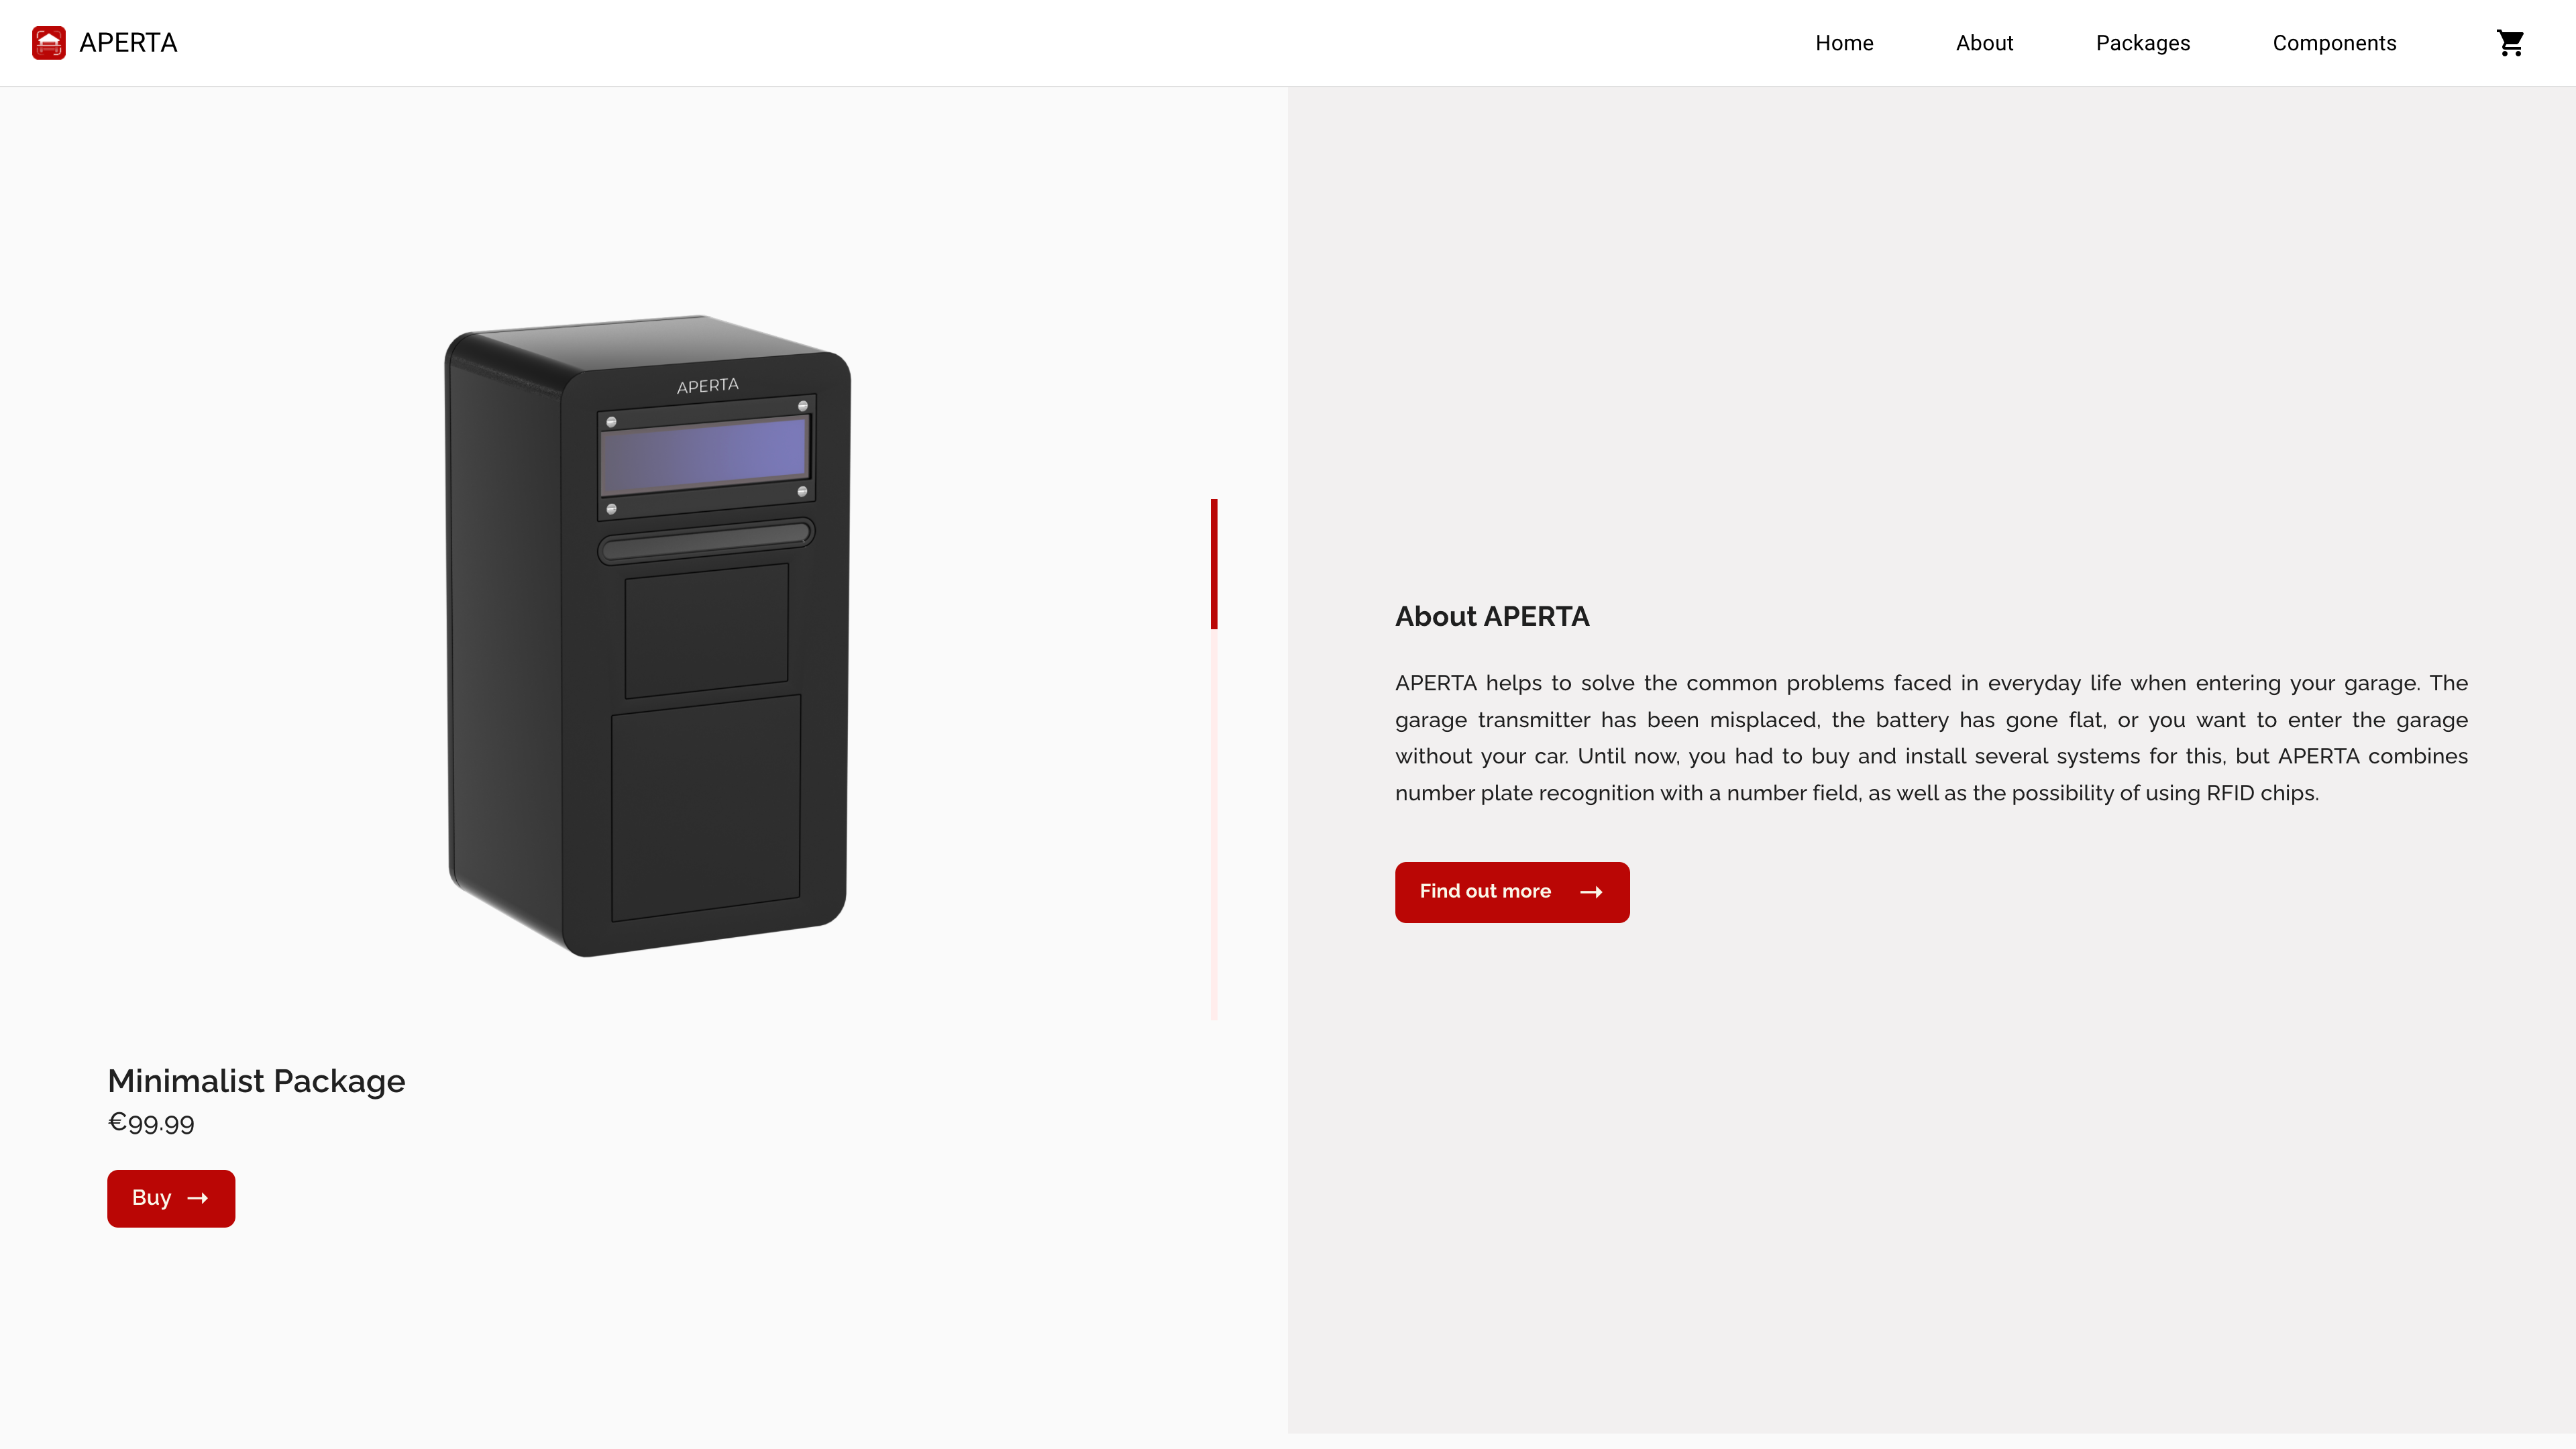 APERTA
Home
About
Packages
Components
APERTA
Minimalist Package
€99.99
Buy
About APERTA
APERTA helps to solve the common problems faced in everyday life when entering your garage. The
garage transmitter has been misplaced, the battery has gone flat, or you want to enter the garage
without your car. Until now, you had to buy and install several systems for this, but APERTA combines
number plate recognition with a number field, as well as the possibility of using RFID chips.
Find out more